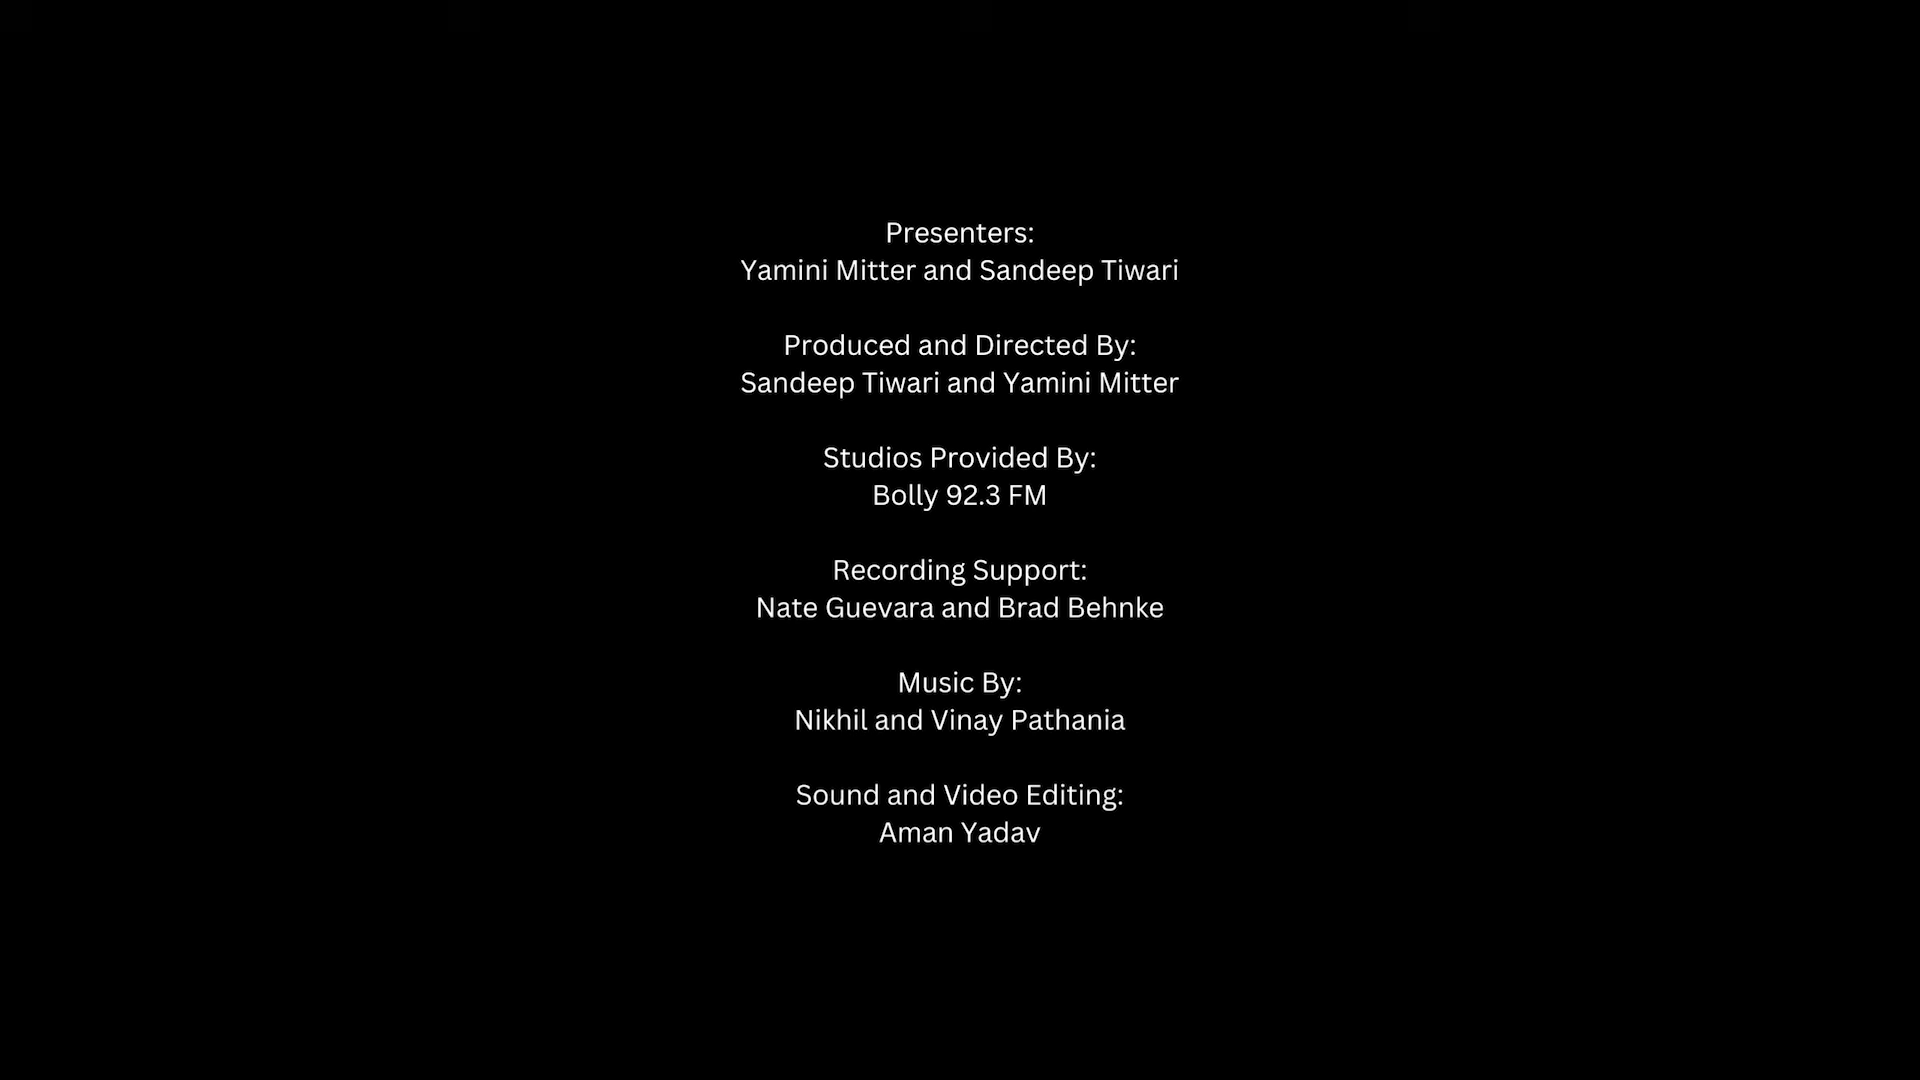 Presenters:
Yamini Mitter and Sandeep Tiwari
Produced and Directed By:
Sandeep Tiwari and Yamini Mitter
Studios Provided By:
Bolly 92.3 FM
Recording Support:
Nate Guevara and Brad Behnke
Music By:
Nikhil and Vinay Pathania
Sound and Video Editing:
Aman Yadav